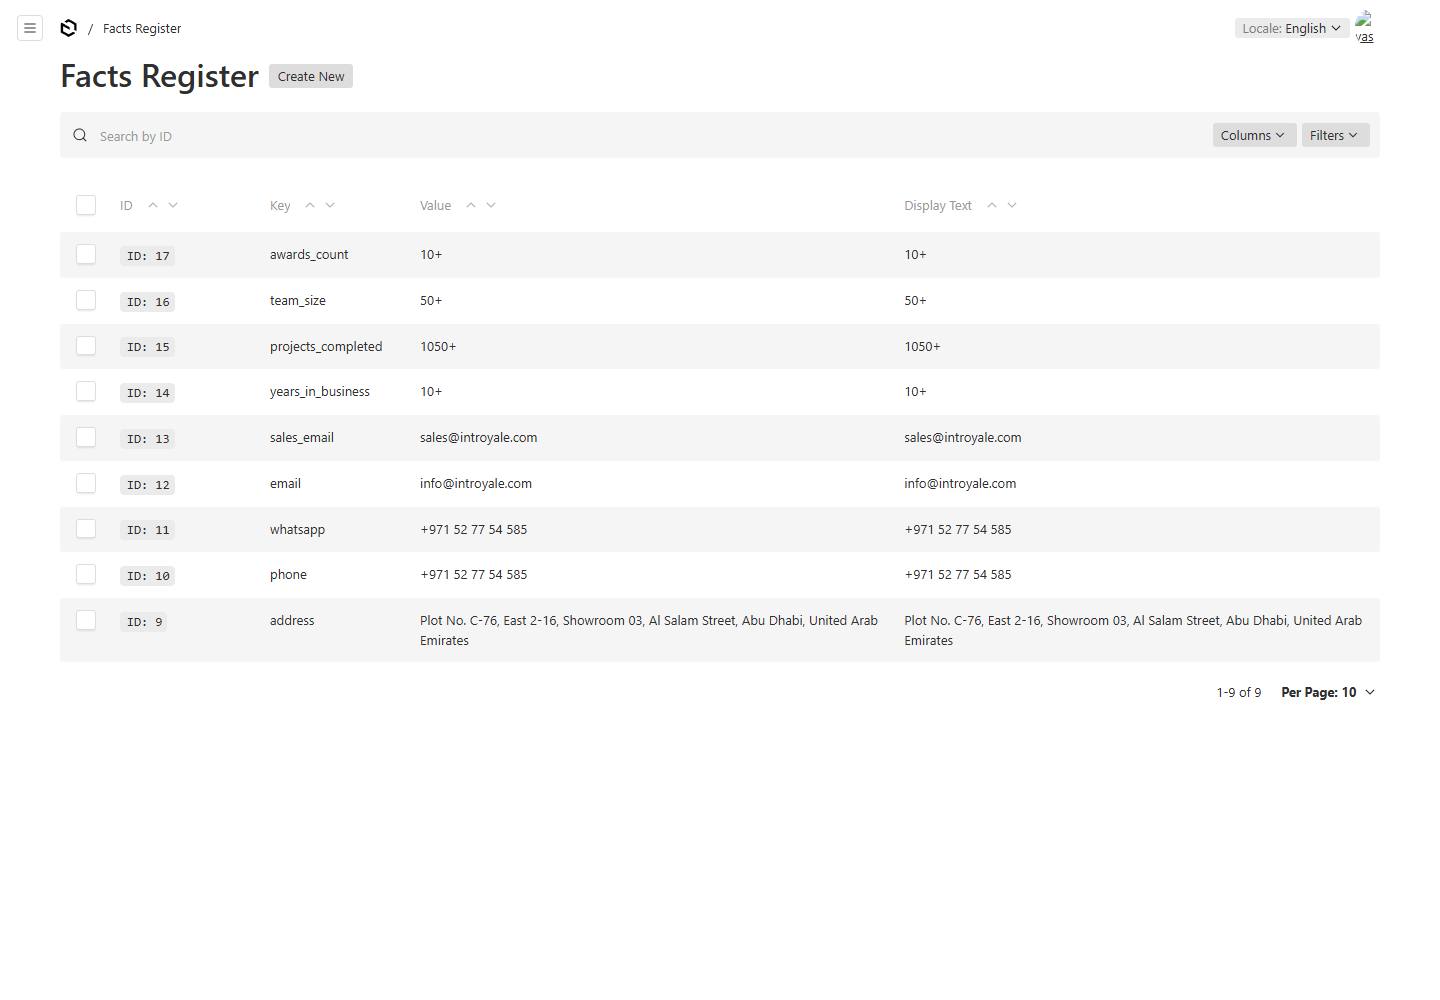 / Facts Register
Locale: English
vas
Facts Register
Create New
Search by ID
Columns
Filters
ID Key Value Display Text
ID: 17 awards_count 10+ 10+
ID: 16 team_size 50+ 50+
ID: 15 projects_completed 1050+ 1050+
ID: 14 years_in_business 10+ 10+
ID: 13 sales_email sales@introyale.com sales@introyale.com
ID: 12 email info@introyale.com info@introyale.com
ID: 11 whatsapp +971 52 77 54 585 +971 52 77 54 585
ID: 10 phone +971 52 77 54 585 +971 52 77 54 585
ID: 9 address Plot No. C-76, East 2-16, Showroom 03, Al Salam Street, Abu Dhabi, United Arab Plot No. C-76, East 2-16, Showroom 03, Al Salam Street, Abu Dhabi, United Arab
Emirates Emirates
1-9 of 9 Per Page: 10